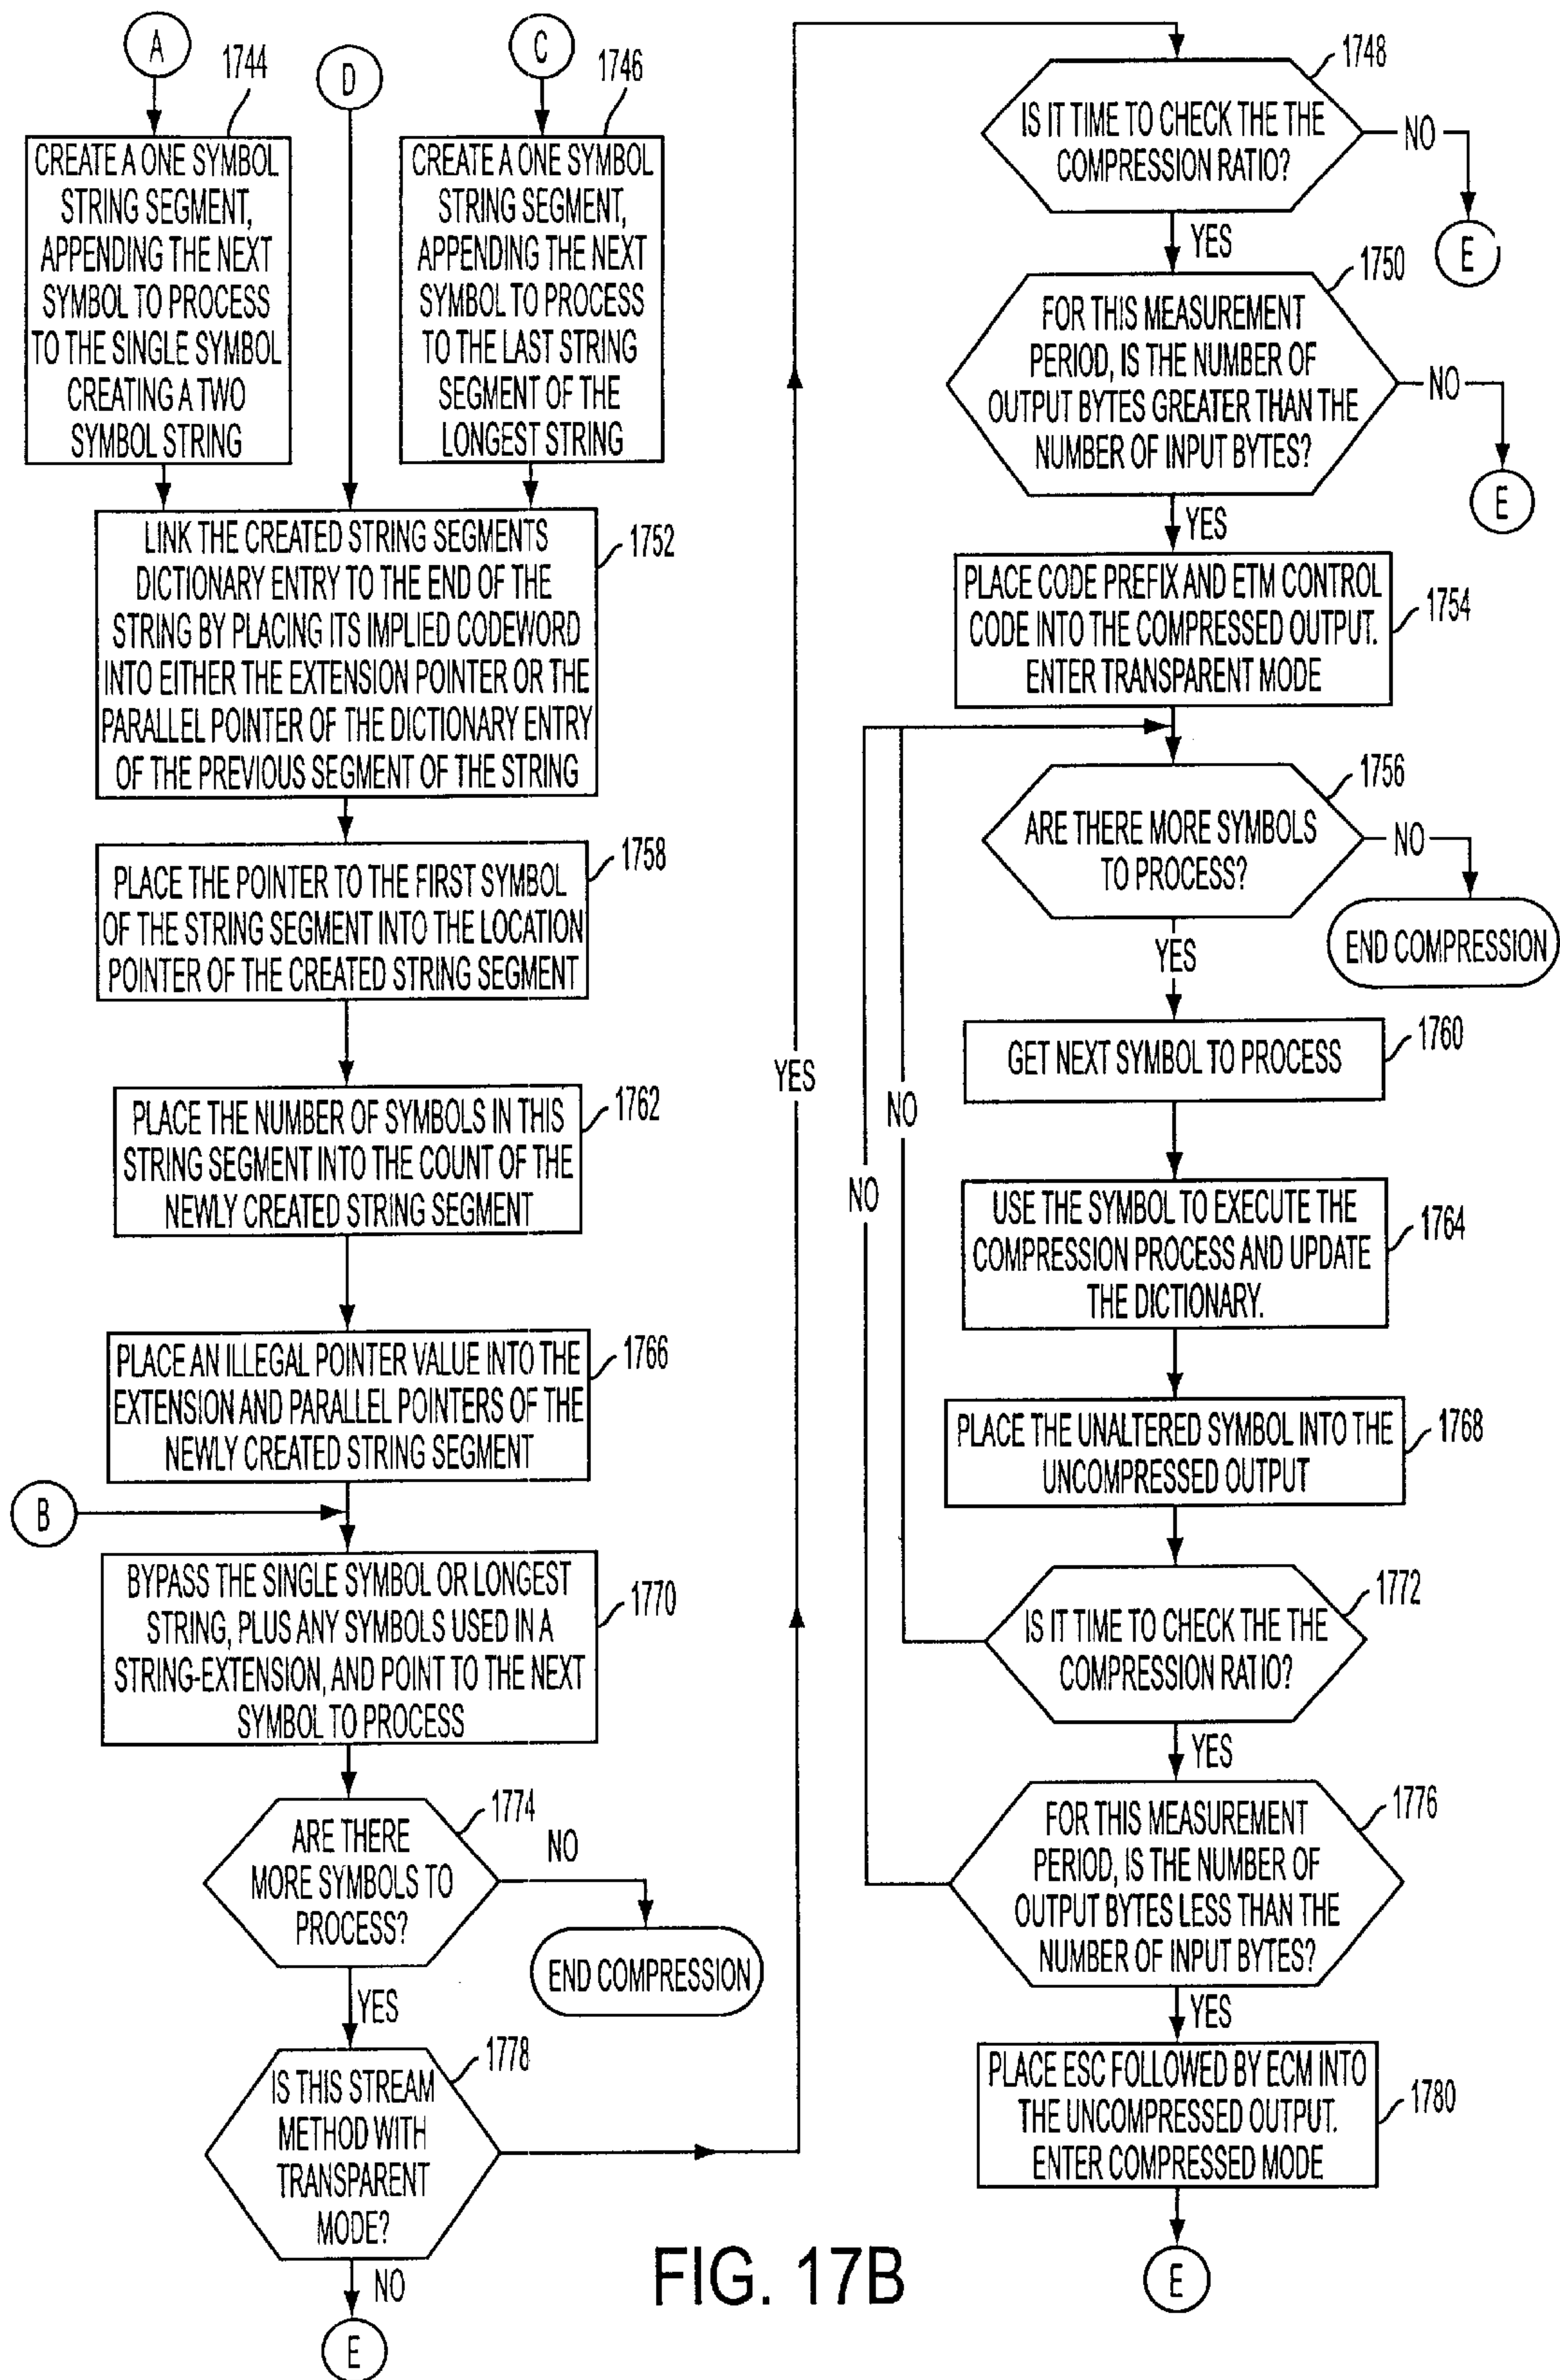 A
1744
D
C
1746
CREATE A ONE SYMBOL
STRING SEGMENT,
APPENDING THE NEXT
SYMBOL TO PROCESS
TO THE SINGLE SYMBOL
CREATING A TWO
SYMBOL STRING
CREATE A ONE SYMBOL
STRING SEGMENT,
APPENDING THE NEXT
SYMBOL TO PROCESS
TO THE LAST STRING
SEGMENT OF THE
LONGEST STRING
LINK THE CREATED STRING SEGMENTS
DICTIONARY ENTRY TO THE END OF THE
STRING BY PLACING ITS IMPLIED CODEWORD
INTO EITHER THE EXTENSION POINTER OR THE
PARALLEL POINTER OF THE DICTIONARY ENTRY
OF THE PREVIOUS SEGMENT OF THE STRING
1752
PLACE THE POINTER TO THE FIRST SYMBOL
OF THE STRING SEGMENT INTO THE LOCATION
POINTER OF THE CREATED STRING SEGMENT
1758
PLACE THE NUMBER OF SYMBOLS IN THIS
STRING SEGMENT INTO THE COUNT OF THE
NEWLY CREATED STRING SEGMENT
1762
PLACE AN ILLEGAL POINTER VALUE INTO THE
EXTENSION AND PARALLEL POINTERS OF THE
NEWLY CREATED STRING SEGMENT
1766
B
BYPASS THE SINGLE SYMBOL OR LONGEST
STRING, PLUS ANY SYMBOLS USED IN A
STRING-EXTENSION, AND POINT TO THE NEXT
SYMBOL TO PROCESS
1770
ARE THERE
MORE SYMBOLS TO
PROCESS?
1774
NO
END COMPRESSION
YES
IS THIS STREAM
METHOD WITH
TRANSPARENT
MODE?
1778
NO
E
YES
IS IT TIME TO CHECK THE THE
COMPRESSION RATIO?
1748
NO
E
YES
FOR THIS MEASUREMENT
PERIOD, IS THE NUMBER OF
OUTPUT BYTES GREATER THAN THE
NUMBER OF INPUT BYTES?
1750
NO
E
YES
PLACE CODE PREFIX AND ETM CONTROL
CODE INTO THE COMPRESSED OUTPUT.
ENTER TRANSPARENT MODE
1754
ARE THERE MORE SYMBOLS
TO PROCESS?
1756
NO
END COMPRESSION
YES
GET NEXT SYMBOL TO PROCESS
1760
USE THE SYMBOL TO EXECUTE THE
COMPRESSION PROCESS AND UPDATE
THE DICTIONARY.
1764
PLACE THE UNALTERED SYMBOL INTO THE
UNCOMPRESSED OUTPUT
1768
IS IT TIME TO CHECK THE THE
COMPRESSION RATIO?
1772
NO
YES
FOR THIS MEASUREMENT
PERIOD, IS THE NUMBER OF
OUTPUT BYTES LESS THAN THE
NUMBER OF INPUT BYTES?
1776
NO
YES
PLACE ESC FOLLOWED BY ECM INTO
THE UNCOMPRESSED OUTPUT.
ENTER COMPRESSED MODE
1780
E
FIG. 17B